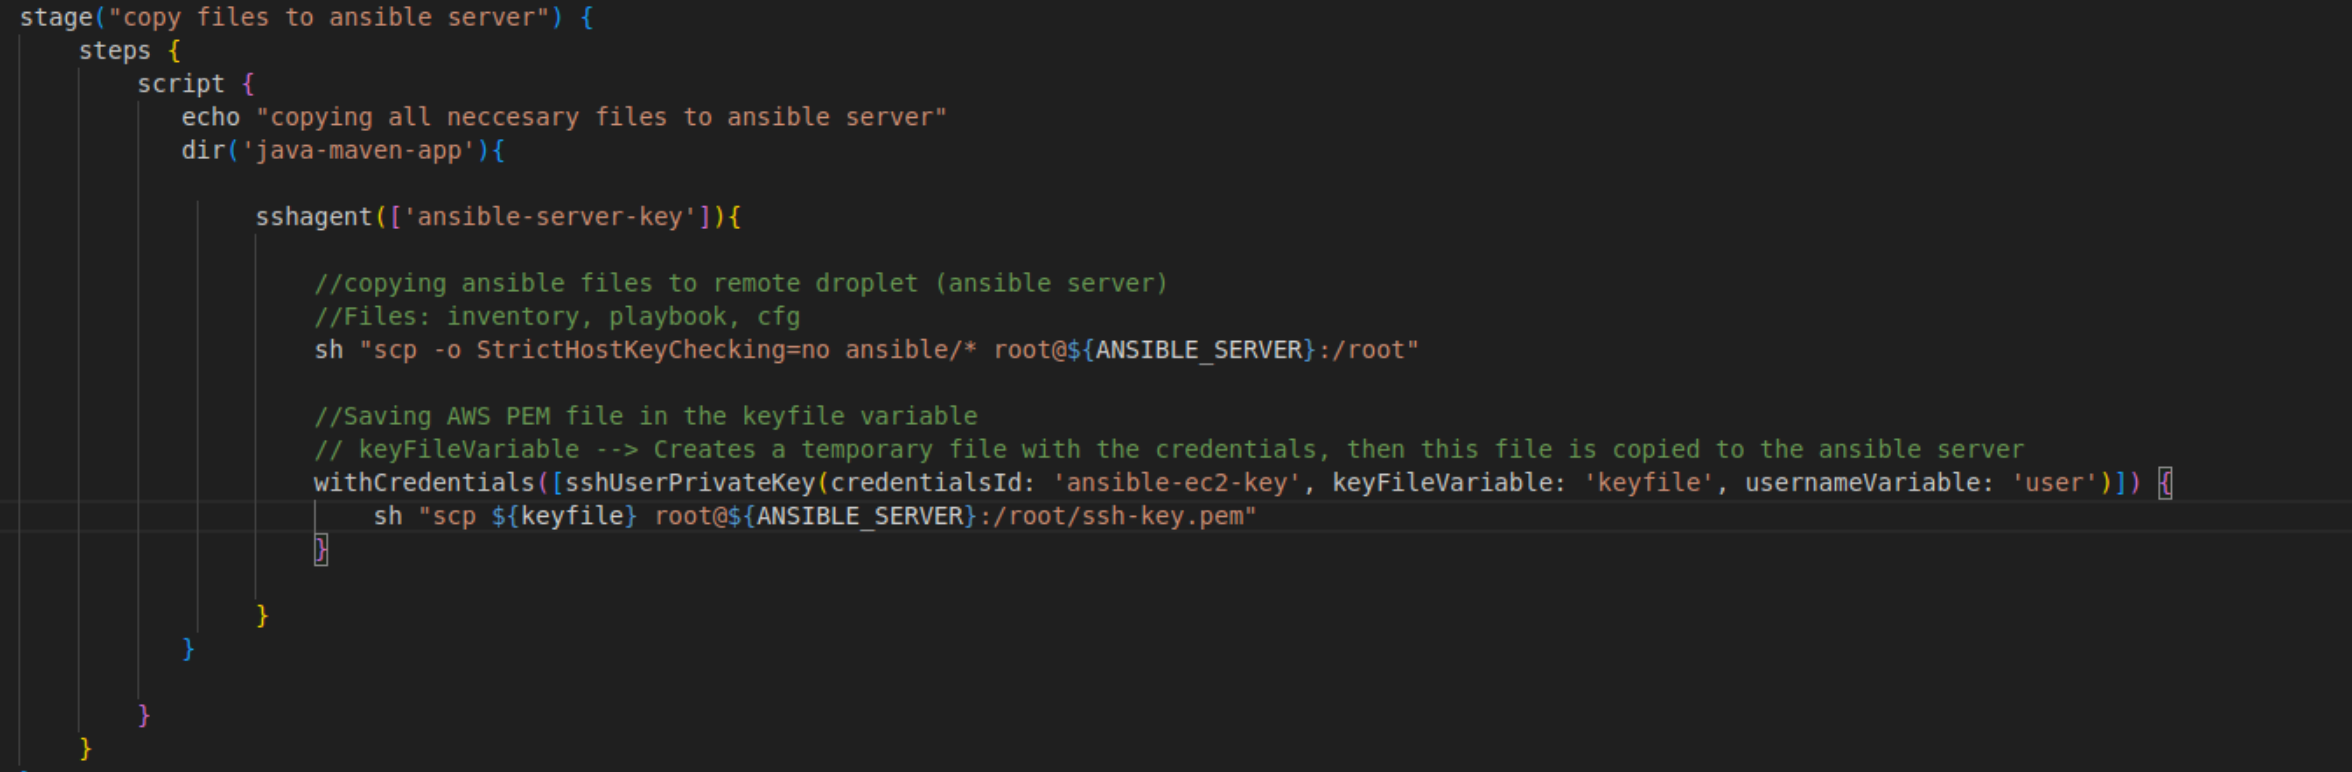 stage("copy files to ansible server") {
steps {
script {
echo "copying all neccesary files to ansible server"
dir('java-maven-app'){
sshagent(['ansible-server-key']){
//copying ansible files to remote droplet (ansible server)
//Files: inventory, playbook, cfg
sh "scp -o StrictHostKeyChecking=no ansible/* root@${ANSIBLE_SERVER}:/root"
//Saving AWS PEM file in the keyfile variable
// keyFileVariable --> Creates a temporary file with the credentials, then this file is copied to the ansible server
withCredentials([sshUserPrivateKey(credentialsId: 'ansible-ec2-key', keyFileVariable: 'keyfile', usernameVariable: 'user')]) {
sh "scp ${keyfile} root@${ANSIBLE_SERVER}:/root/ssh-key.pem"
}
}
}
}
}